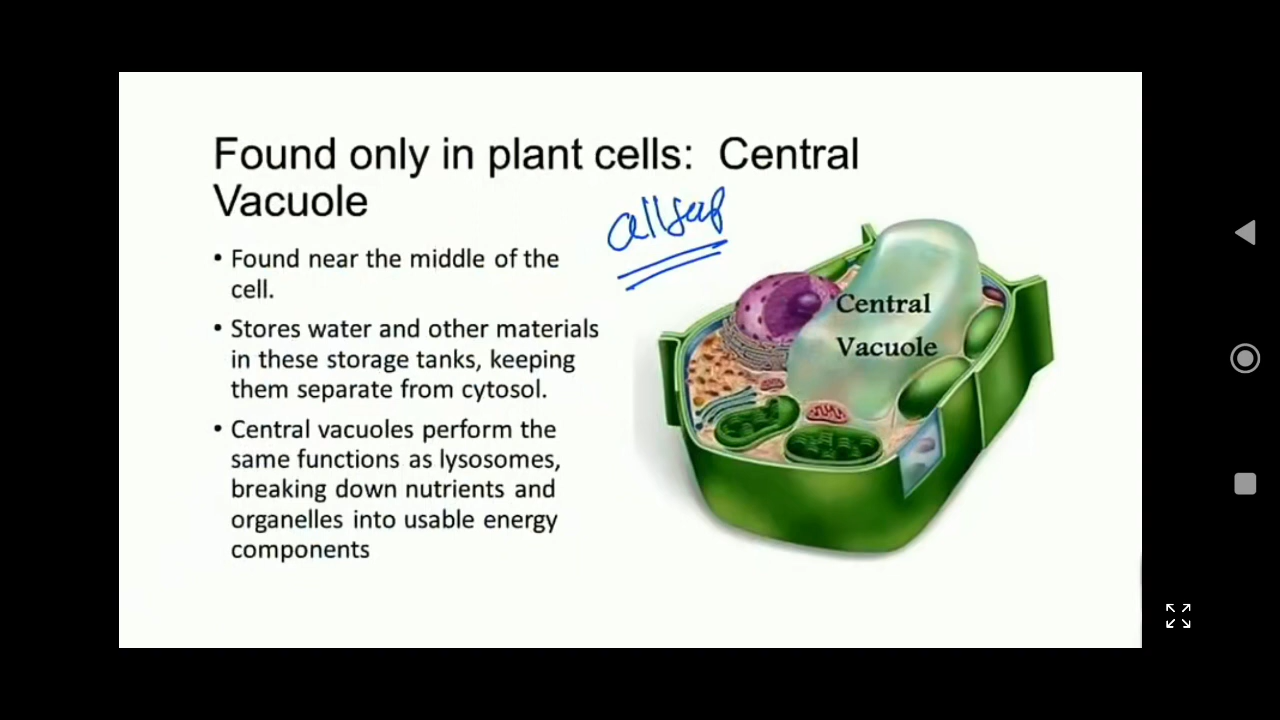 Found only in plant cells:  Central
Vacuole
cell sap
• Found near the middle of the
cell.
• Stores water and other materials
in these storage tanks, keeping
them separate from cytosol.
• Central vacuoles perform the
same functions as lysosomes,
breaking down nutrients and
organelles into usable energy
components
Central
Vacuole